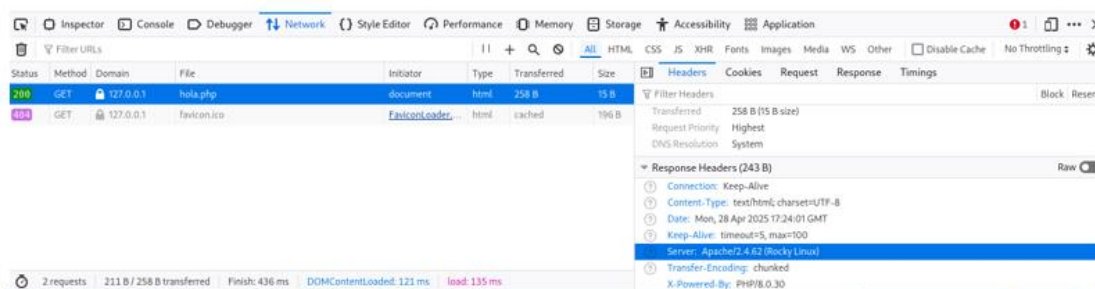 Inspector Console Debugger Network Style Editor Performance Memory Storage Accessibility Application 1
Filter URLs All HTML CSS JS XHR Fonts Images Media WS Other Disable Cache No Throttling
Status Method Domain File Initiator Type Transferred Size Headers Cookies Request Response Timings
200 GET 127.0.0.1 hola.php document html 258 B 15 B Filter Headers Block Reser
404 GET 127.0.0.1 favicon.ico FaviconLoader.... html cached 196 B Transferred 258 B (15 B size)
Request Priority Highest
DNS Resolution System
Response Headers (243 B) Raw
Connection: Keep-Alive
Content-Type: text/html; charset=UTF-8
Date: Mon, 28 Apr 2025 17:24:01 GMT
Keep-Alive: timeout=5, max=100
Server: Apache/2.4.62 (Rocky Linux)
Transfer-Encoding: chunked
2 requests 211 B / 258 B transferred Finish: 436 ms DOMContentLoaded: 121 ms load: 135 ms X-Powered-By: PHP/8.0.30